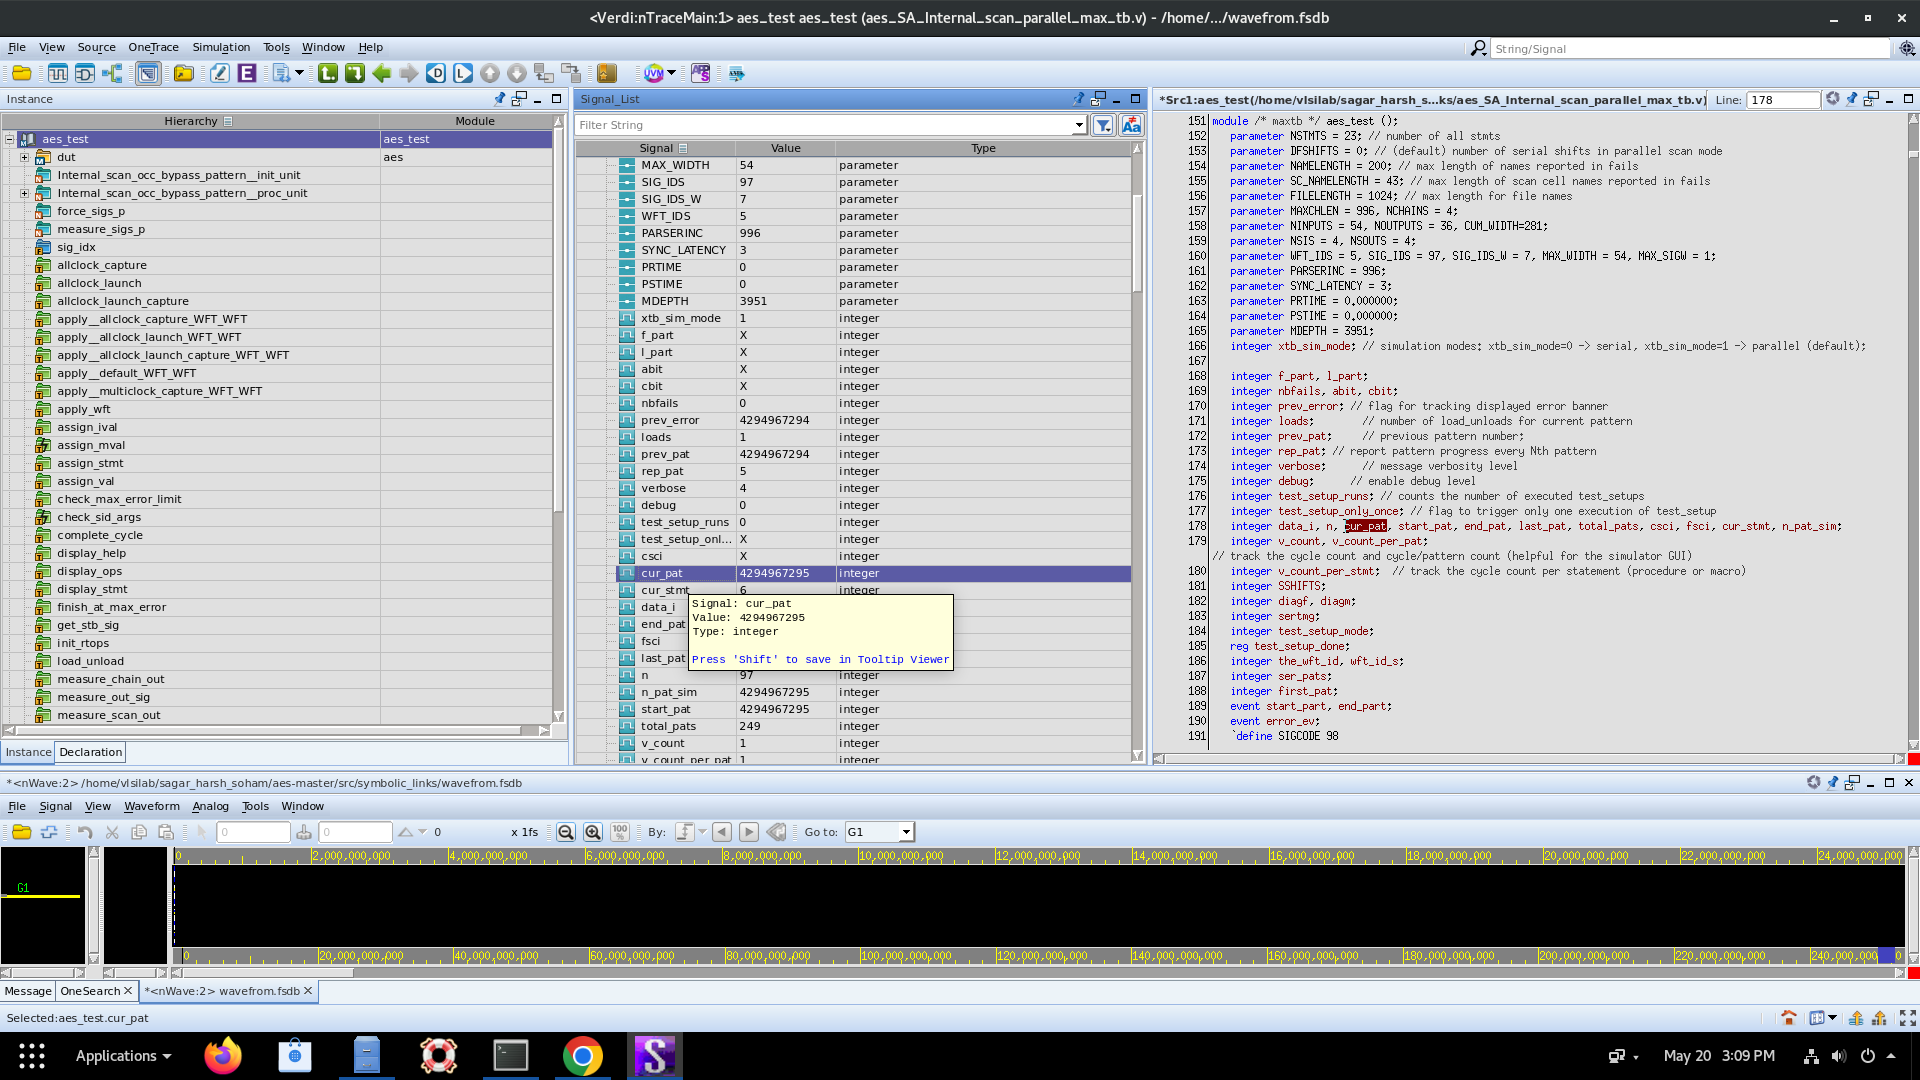 <Verdi:nTraceMain:1> aes_test aes_test (aes_SA_Internal_scan_parallel_max_tb.v) - /home/.../wavefrom.fsdb
File View Source OneTrace Simulation Tools Window Help
String/Signal
Instance
Hierarchy Module
aes_test aes_test
dut aes
Internal_scan_occ_bypass_pattern__init_unit
Internal_scan_occ_bypass_pattern__proc_unit
force_sigs_p
measure_sigs_p
sig_idx
allclock_capture
allclock_launch
allclock_launch_capture
apply__allclock_capture_WFT_WFT
apply__allclock_launch_WFT_WFT
apply__allclock_launch_capture_WFT_WFT
apply__default_WFT_WFT
apply__multiclock_capture_WFT_WFT
apply_wft
assign_ival
assign_mval
assign_stmt
assign_val
check_max_error_limit
check_sid_args
complete_cycle
display_help
display_ops
display_stmt
finish_at_max_error
get_stb_sig
init_rtops
load_unload
measure_chain_out
measure_out_sig
measure_scan_out
Instance Declaration
Signal_List
Filter String
Signal Value Type
MAX_WIDTH 54 parameter
SIG_IDS 97 parameter
SIG_IDS_W 7 parameter
WFT_IDS 5 parameter
PARSERINC 996 parameter
SYNC_LATENCY 3 parameter
PRTIME 0 parameter
PSTIME 0 parameter
MDEPTH 3951 parameter
xtb_sim_mode 1 integer
f_part X integer
l_part X integer
abit X integer
cbit X integer
nbfails 0 integer
prev_error 4294967294 integer
loads 1 integer
prev_pat 4294967294 integer
rep_pat 5 integer
verbose 4 integer
debug 0 integer
test_setup_runs 0 integer
test_setup_onl... X integer
csci X integer
cur_pat 4294967295 integer
cur_stmt 6 integer
data_i
end_pat
fsci
last_pat
n 97 integer
n_pat_sim 4294967295 integer
start_pat 4294967295 integer
total_pats 249 integer
v_count 1 integer
v_count_per_pat 1 integer
Signal: cur_pat
Value: 4294967295
Type: integer
Press 'Shift' to save in Tooltip Viewer
*Src1:aes_test(/home/vlsilab/sagar_harsh_s...ks/aes_SA_Internal_scan_parallel_max_tb.v) Line: 178
151 module /* maxtb */ aes_test ();
152 parameter NSTMTS = 23; // number of all stmts
153 parameter DFSHIFTS = 0; // (default) number of serial shifts in parallel scan mode
154 parameter NAMELENGTH = 200; // max length of names reported in fails
155 parameter SC_NAMELENGTH = 43; // max length of scan cell names reported in fails
156 parameter FILELENGTH = 1024; // max length for file names
157 parameter MAXCHLEN = 996, NCHAINS = 4;
158 parameter NINPUTS = 54, NOUTPUTS = 36, CUM_WIDTH=281;
159 parameter NSIS = 4, NSOUTS = 4;
160 parameter WFT_IDS = 5, SIG_IDS = 97, SIG_IDS_W = 7, MAX_WIDTH = 54, MAX_SIGW = 1;
161 parameter PARSERINC = 996;
162 parameter SYNC_LATENCY = 3;
163 parameter PRTIME = 0.000000;
164 parameter PSTIME = 0.000000;
165 parameter MDEPTH = 3951;
166 integer xtb_sim_mode; // simulation modes: xtb_sim_mode=0 -> serial, xtb_sim_mode=1 -> parallel (default);
167
168 integer f_part, l_part;
169 integer nbfails, abit, cbit;
170 integer prev_error; // flag for tracking displayed error banner
171 integer loads; // number of load_unloads for current pattern
172 integer prev_pat; // previous pattern number;
173 integer rep_pat; // report pattern progress every Nth pattern
174 integer verbose; // message verbosity level
175 integer debug; // enable debug level
176 integer test_setup_runs; // counts the number of executed test_setups
177 integer test_setup_only_once; // flag to trigger only one execution of test_setup
178 integer data_i, n, cur_pat, start_pat, end_pat, last_pat, total_pats, csci, fsci, cur_stmt, n_pat_sim;
179 integer v_count, v_count_per_pat;
// track the cycle count and cycle/pattern count (helpful for the simulator GUI)
180 integer v_count_per_stmt; // track the cycle count per statement (procedure or macro)
181 integer SSHIFTS;
182 integer diagf, diagm;
183 integer sertmg;
184 integer test_setup_mode;
185 reg test_setup_done;
186 integer the_wft_id, wft_id_s;
187 integer ser_pats;
188 integer first_pat;
189 event start_part, end_part;
190 event error_ev;
191 `define SIGCODE 98
*<nWave:2> /home/vlsilab/sagar_harsh_soham/aes-master/src/symbolic_links/wavefrom.fsdb
File Signal View Waveform Analog Tools Window
0 0 0 x 1fs 100% By: Go to: G1
0 2,000,000,000 4,000,000,000 6,000,000,000 8,000,000,000 10,000,000,000 12,000,000,000 14,000,000,000 16,000,000,000 18,000,000,000 20,000,000,000 22,000,000,000 24,000,000,000
G1
0 20,000,000,000 40,000,000,000 60,000,000,000 80,000,000,000 100,000,000,000 120,000,000,000 140,000,000,000 160,000,000,000 180,000,000,000 200,000,000,000 220,000,000,000 240,000,000
Message OneSearch *<nWave:2> wavefrom.fsdb
Selected:aes_test.cur_pat
Applications May 20 3:09 PM